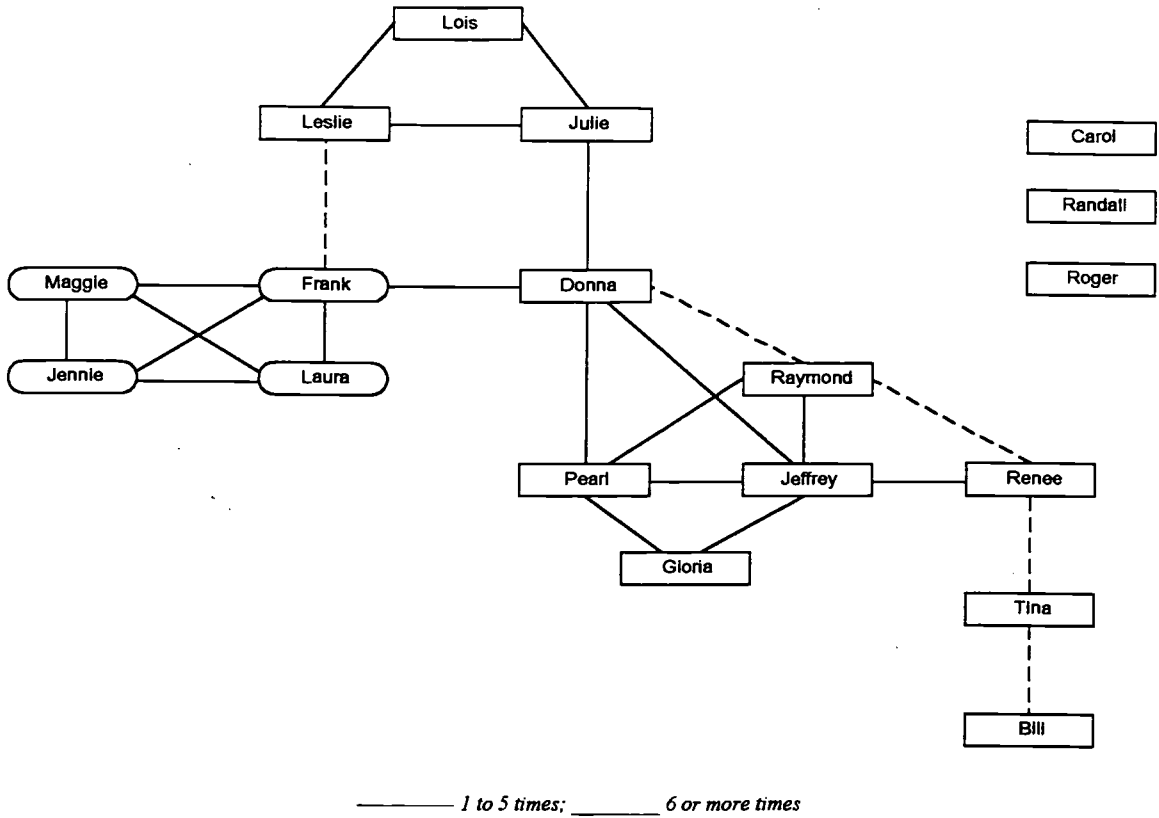 Lois
Leslie Julie
Carol
Randall
Roger
Maggie Frank Donna
Jennie Laura Raymond
Pearl Jeffrey Renee
Gloria
Tina
Bill
1 to 5 times; 6 or more times